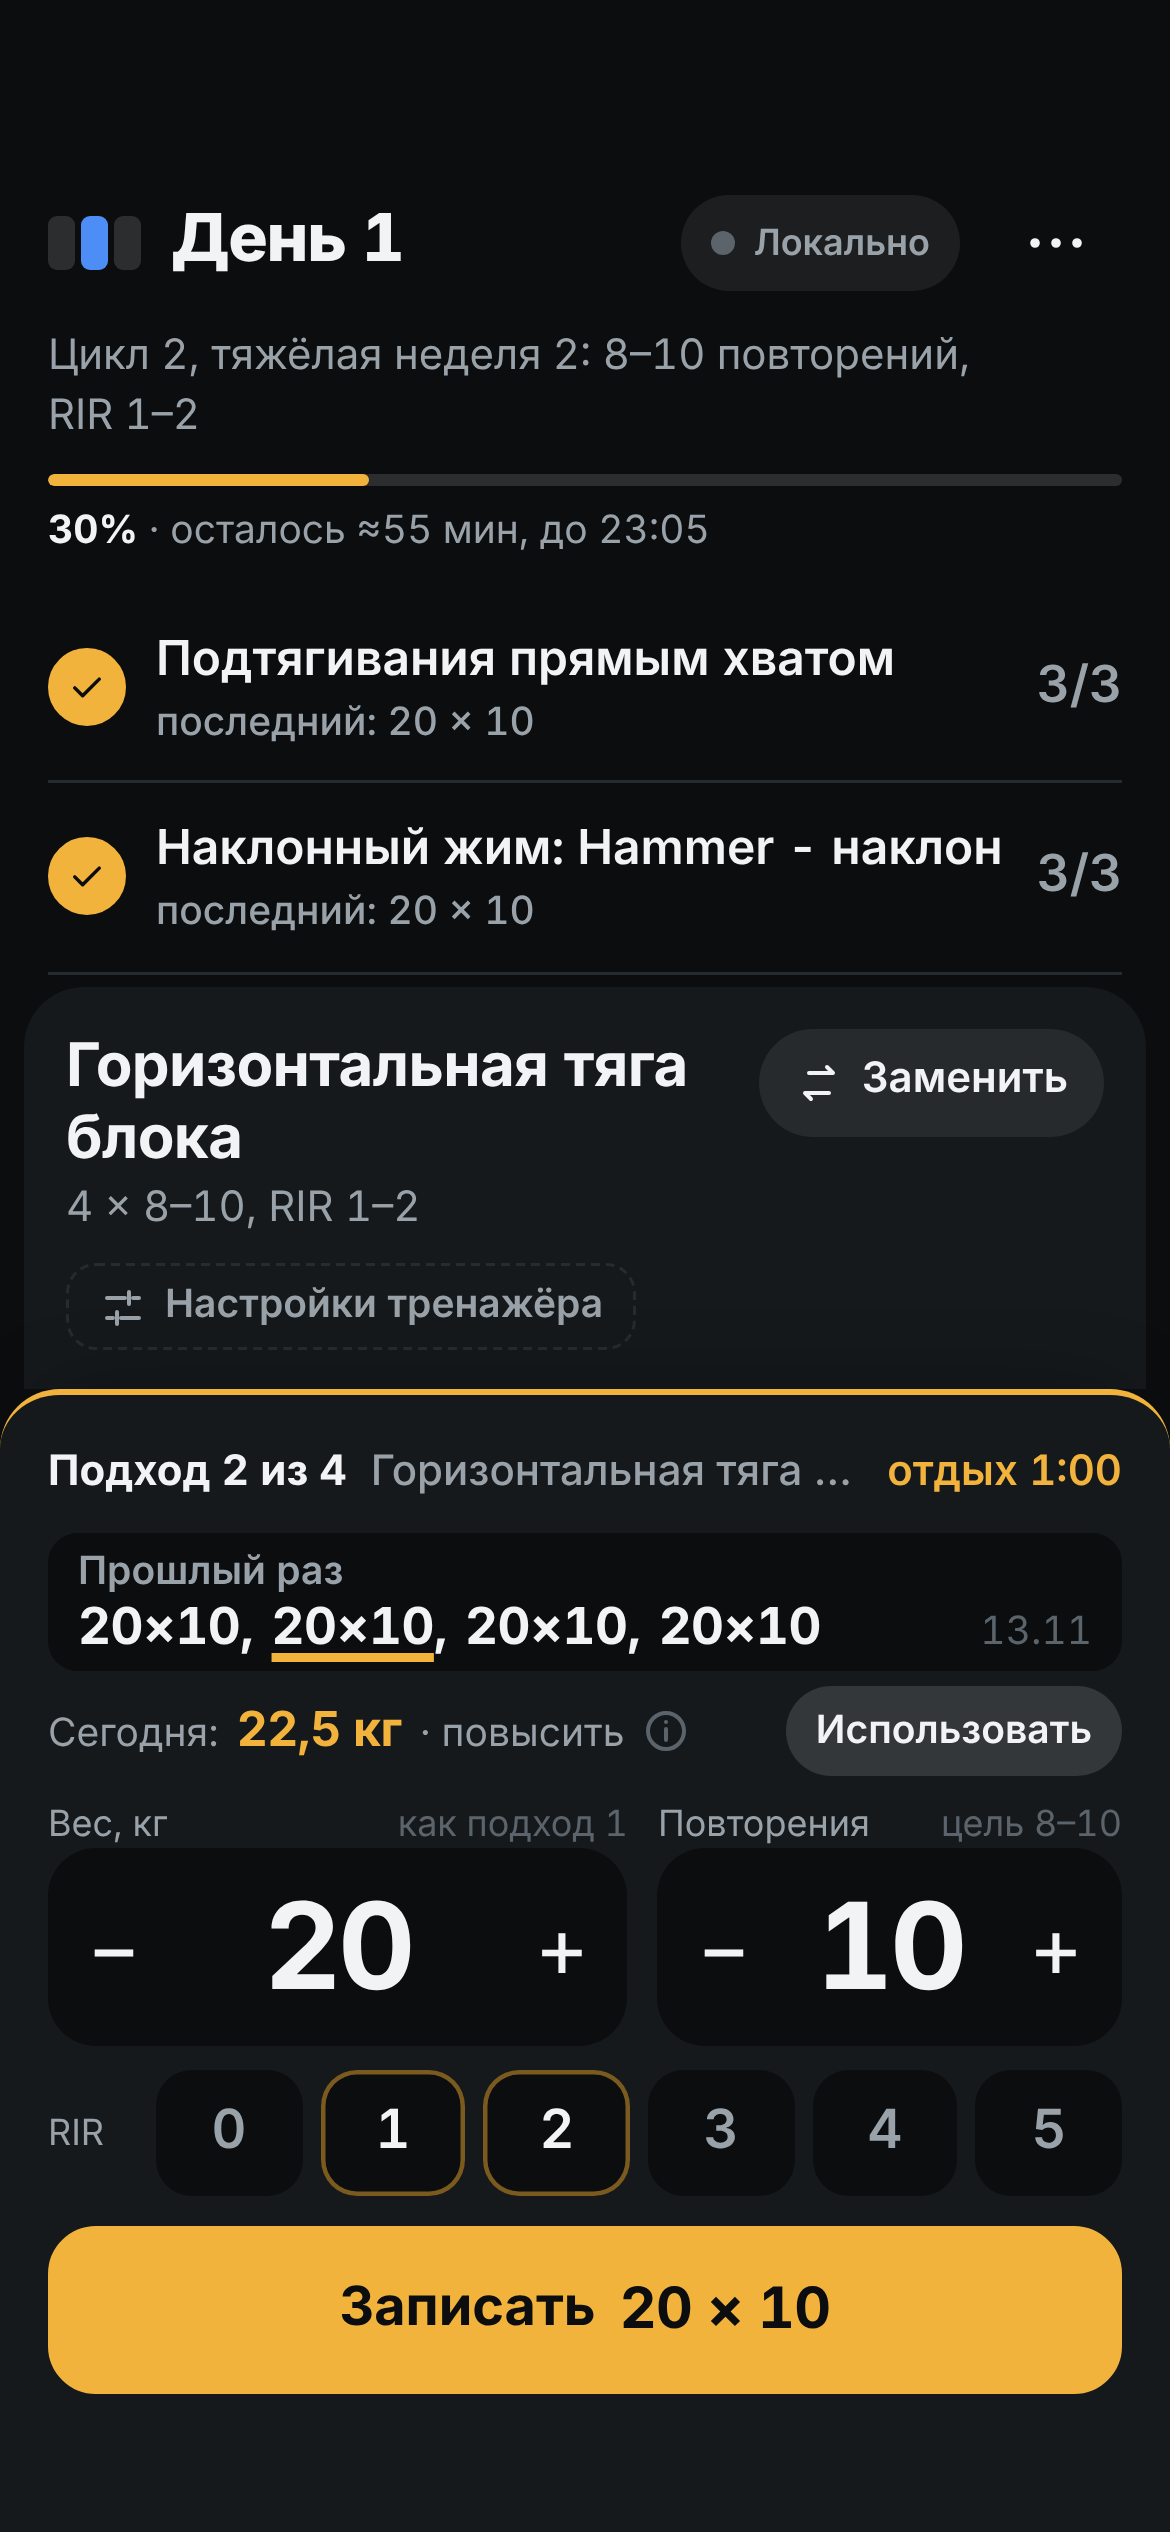 День 1
Локально
Цикл 2, тяжёлая неделя 2: 8–10 повторений,
RIR 1–2
30% · осталось ≈55 мин, до 23:05
Подтягивания прямым хватом
последний: 20 × 10
3/3
Наклонный жим: Hammer - наклон
последний: 20 × 10
3/3
Горизонтальная тяга
блока
Заменить
4 × 8–10, RIR 1–2
Настройки тренажёра
Подход 2 из 4 Горизонтальная тяга ... отдых 1:00
Прошлый раз
20×10, 20×10, 20×10, 20×10 13.11
Сегодня: 22,5 кг · повысить Использовать
Вес, кг как подход 1 Повторения цель 8–10
− 20 + − 10 +
RIR 0 1 2 3 4 5
Записать 20 × 10